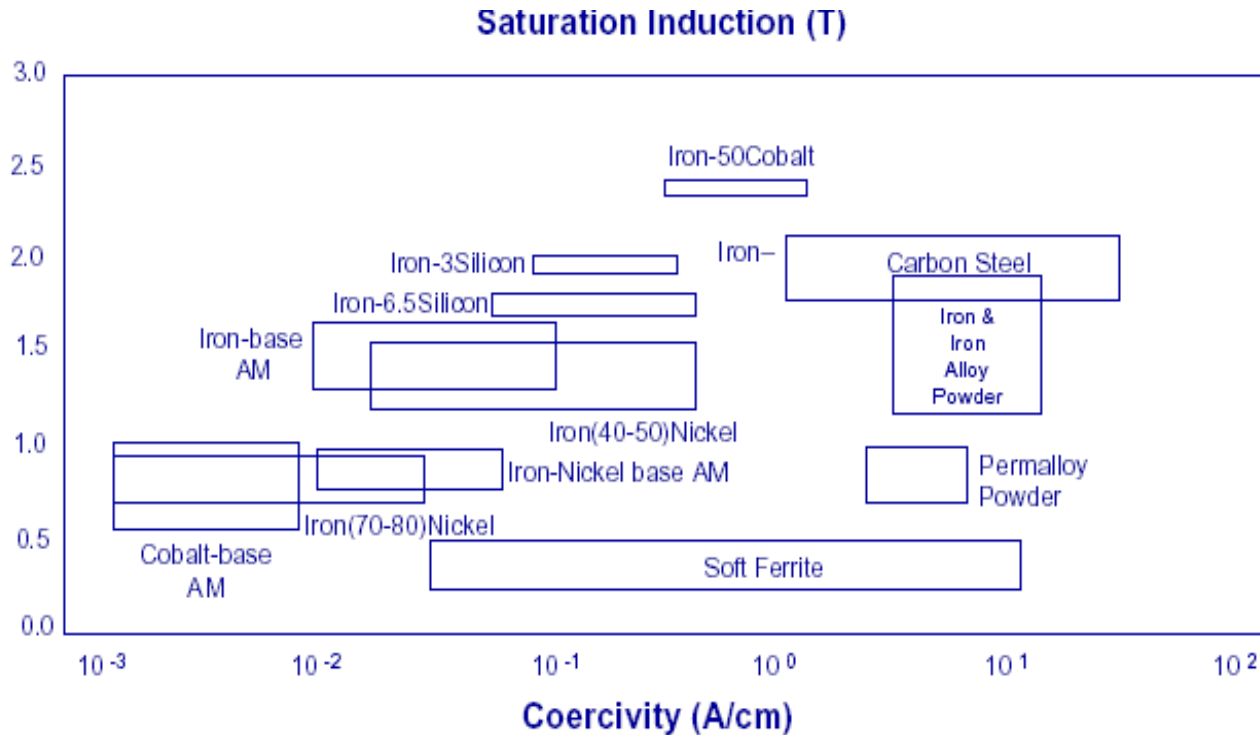 Saturation Induction (T)
3.0
2.5
2.0
1.5
1.0
0.5
0.0
Iron-50Cobalt
Iron–
Carbon Steel
Iron-3Silicon
Iron-6.5Silicon
Iron-base
AM
Iron &
Iron
Alloy
Powder
Iron(40-50)Nickel
Iron-Nickel base AM
Permalloy
Powder
Iron(70-80)Nickel
Cobalt-base
AM
Soft Ferrite
10 -3
10 -2
10 -1
10 0
10 1
10 2
Coercivity (A/cm)